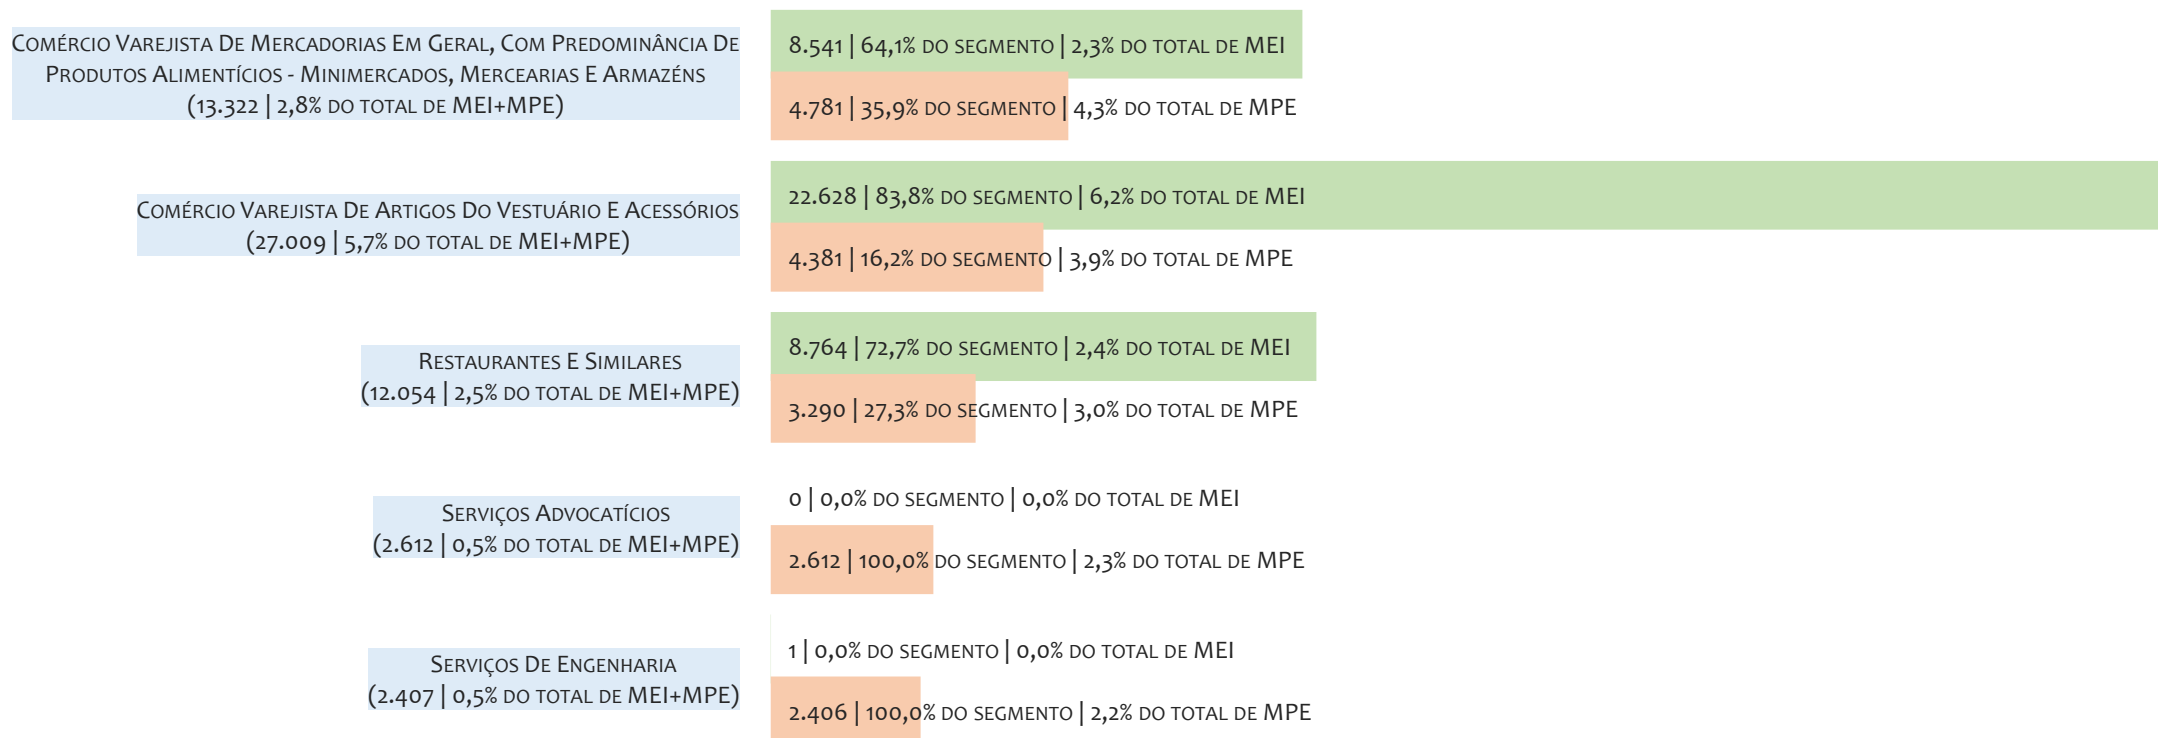 Comércio Varejista De Mercadorias Em Geral, Com Predominância De
Produtos Alimentícios - Minimercados, Mercearias E Armazéns
(13.322 | 2,8% do total de MEI+MPE)
8.541 | 64,1% do segmento | 2,3% do total de MEI
4.781 | 35,9% do segmento | 4,3% do total de MPE
Comércio Varejista De Artigos Do Vestuário E Acessórios
(27.009 | 5,7% do total de MEI+MPE)
22.628 | 83,8% do segmento | 6,2% do total de MEI
4.381 | 16,2% do segmento | 3,9% do total de MPE
Restaurantes E Similares
(12.054 | 2,5% do total de MEI+MPE)
8.764 | 72,7% do segmento | 2,4% do total de MEI
3.290 | 27,3% do segmento | 3,0% do total de MPE
Serviços Advocatícios
(2.612 | 0,5% do total de MEI+MPE)
0 | 0,0% do segmento | 0,0% do total de MEI
2.612 | 100,0% do segmento | 2,3% do total de MPE
Serviços De Engenharia
(2.407 | 0,5% do total de MEI+MPE)
1 | 0,0% do segmento | 0,0% do total de MEI
2.406 | 100,0% do segmento | 2,2% do total de MPE